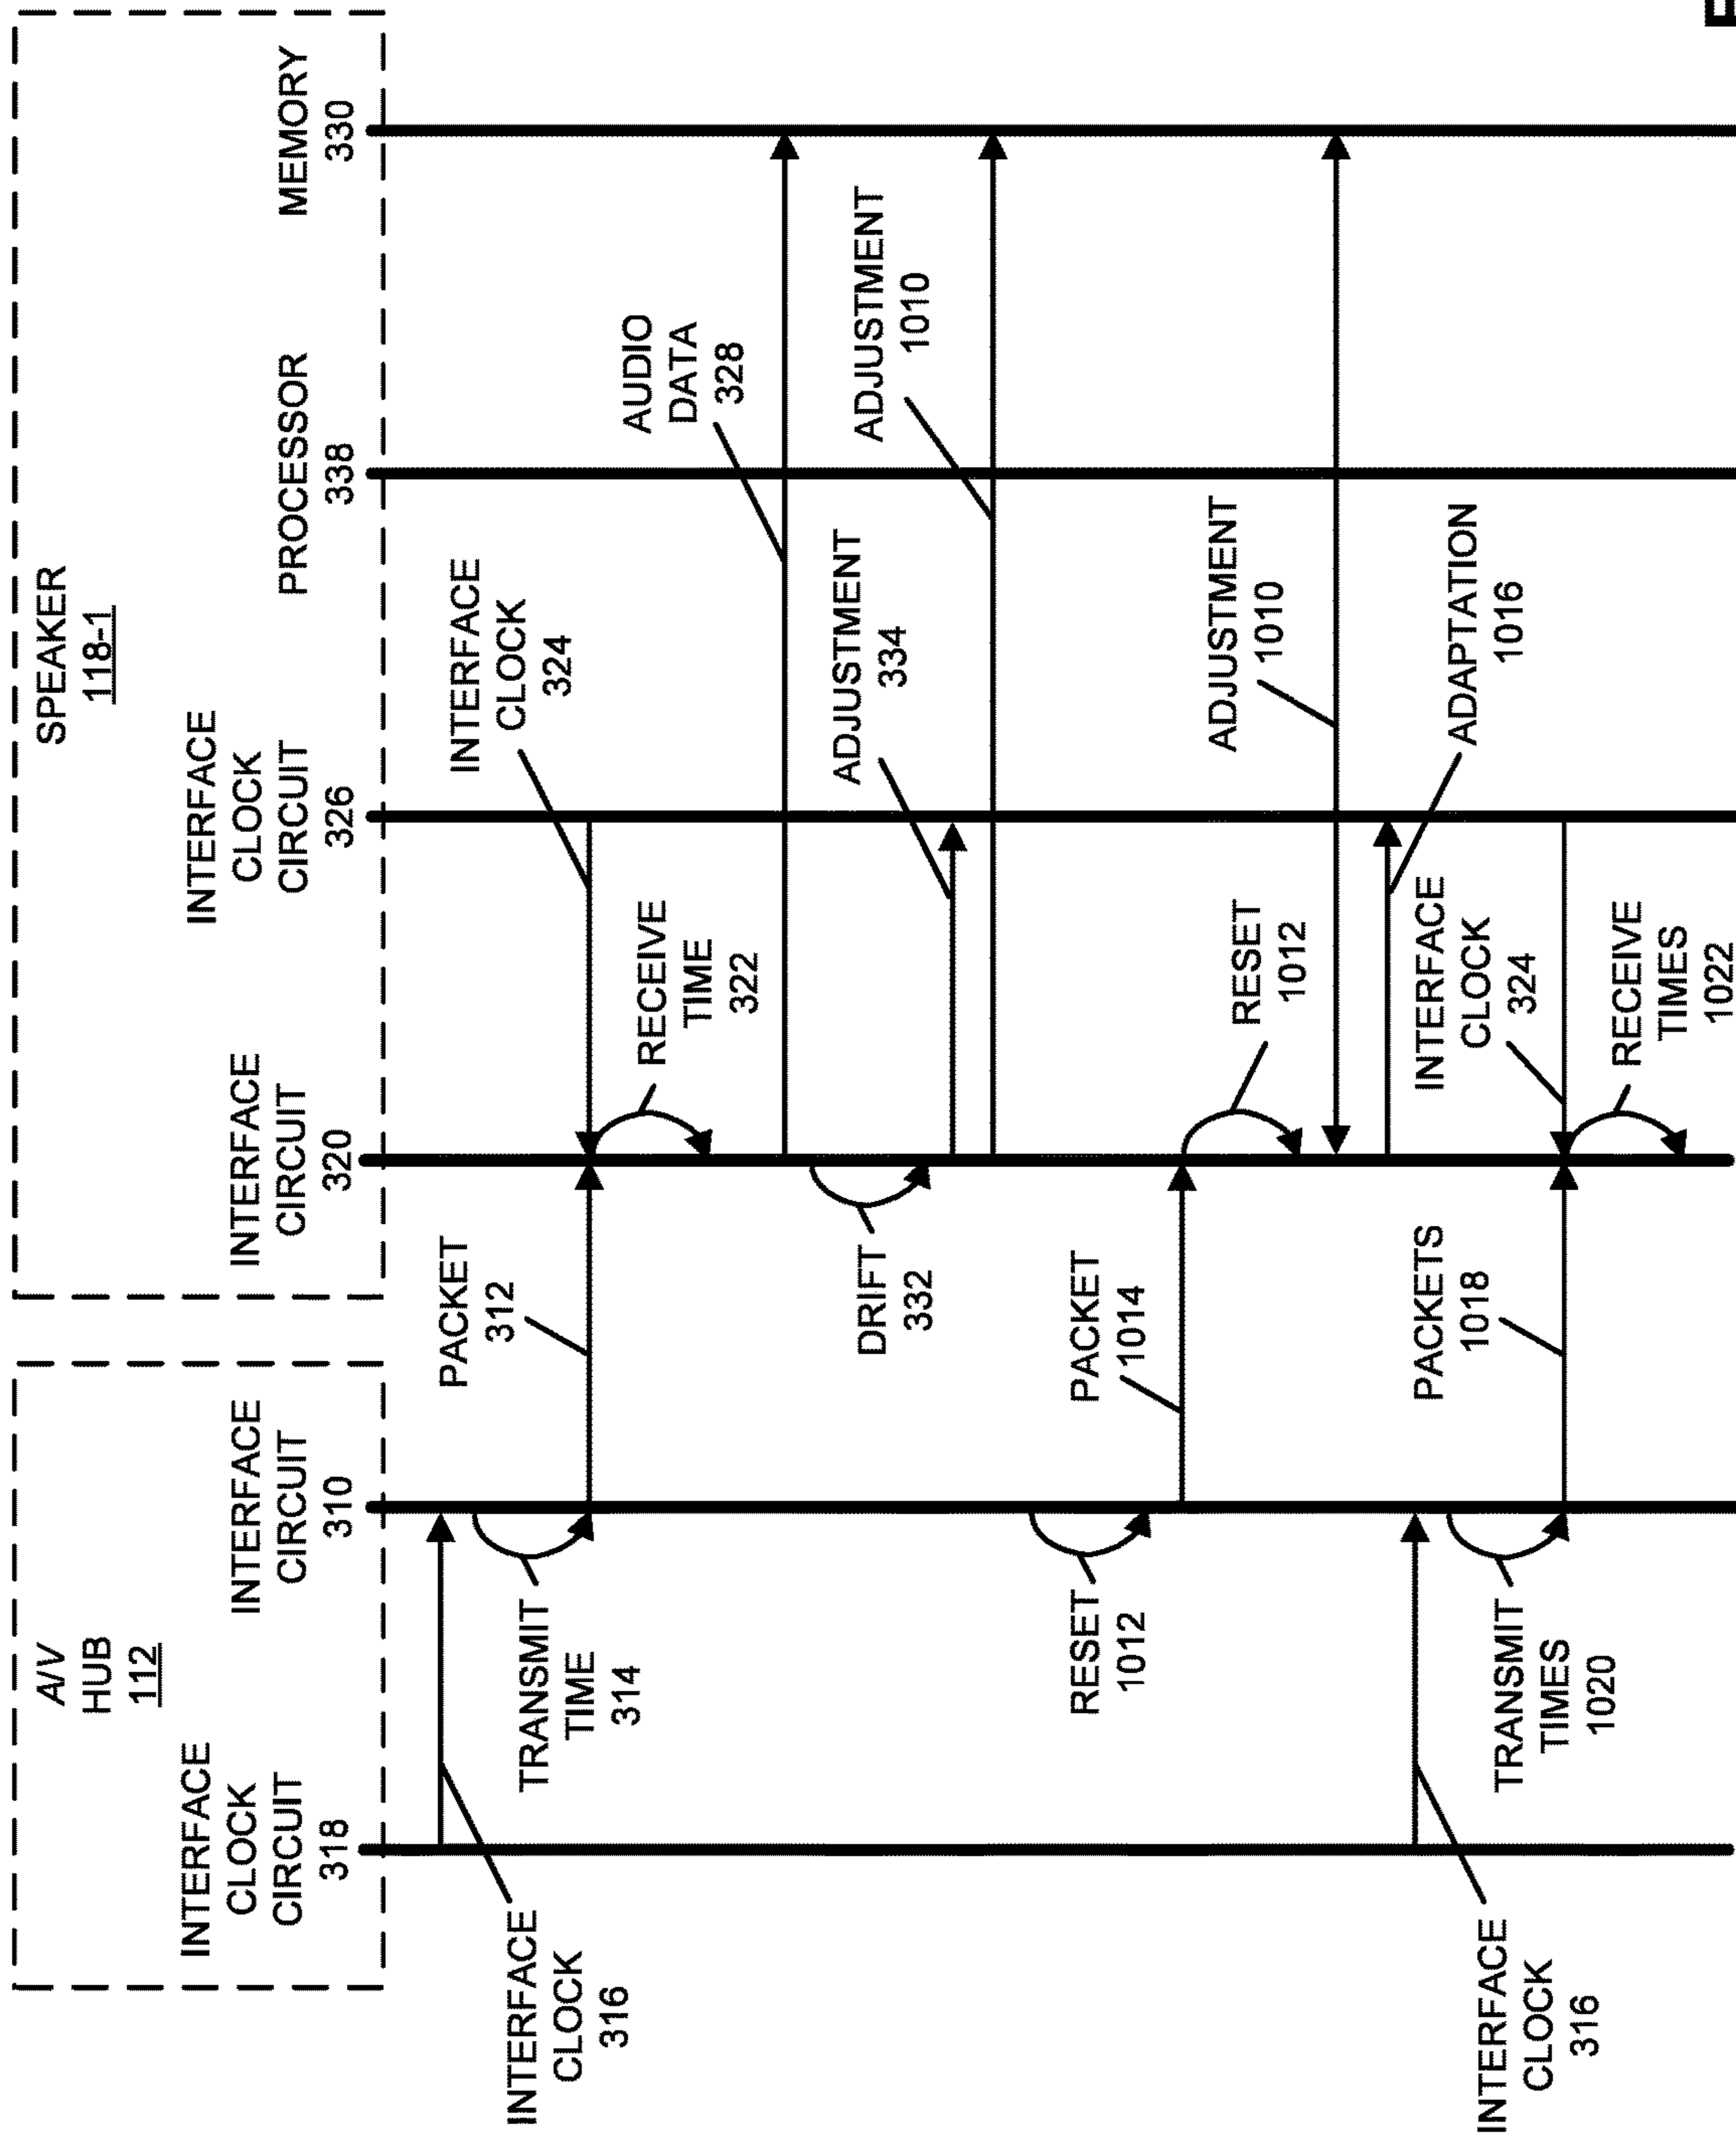 A/V
HUB
112
SPEAKER
118-1
INTERFACE
CLOCK
CIRCUIT
318
INTERFACE
CIRCUIT
310
INTERFACE
CIRCUIT
320
INTERFACE
CLOCK
CIRCUIT
326
PROCESSOR
338
MEMORY
330
INTERFACE
CLOCK
316
TRANSMIT
TIME
314
PACKET
312
INTERFACE
CLOCK
324
RECEIVE
TIME
322
AUDIO
DATA
328
DRIFT
332
ADJUSTMENT
334
ADJUSTMENT
1010
RESET
1012
PACKET
1014
RESET
1012
ADJUSTMENT
1010
ADAPTATION
1016
INTERFACE
CLOCK
316
TRANSMIT
TIMES
1020
PACKETS
1018
INTERFACE
CLOCK
324
RECEIVE
TIMES
1022